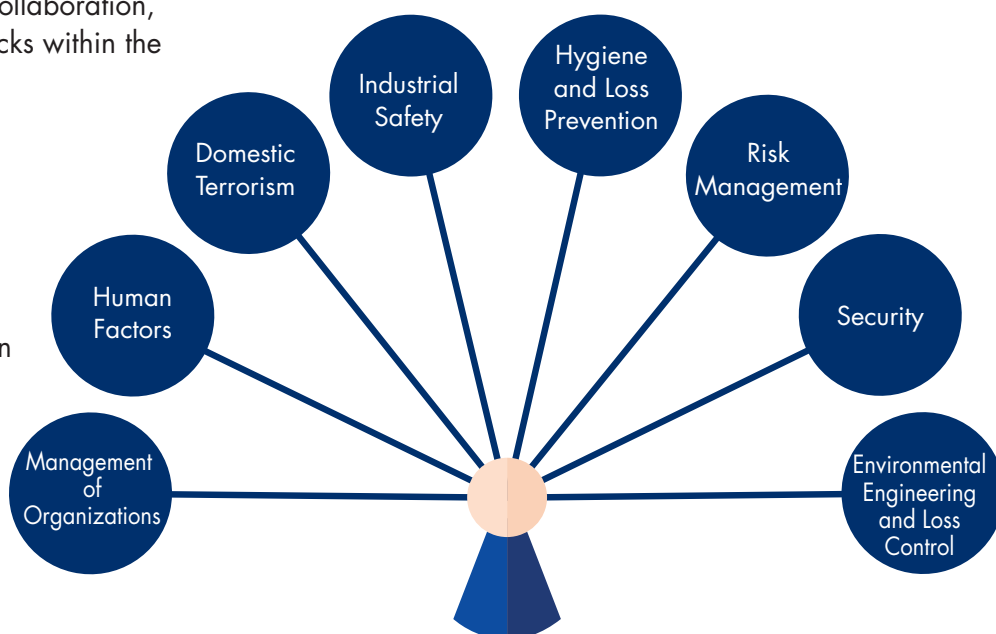 ollaboration,
cks within the
n
Management
of
Organizations
Human
Factors
Domestic
Terrorism
Industrial
Safety
Hygiene
and Loss
Prevention
Risk
Management
Security
Environmental
Engineering
and Loss
Control